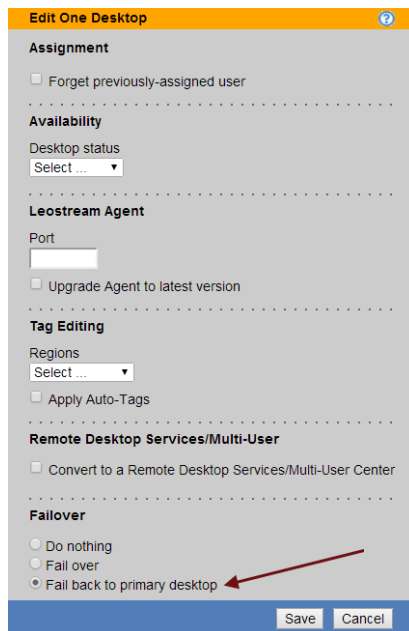 Edit One Desktop ?
Assignment
Forget previously-assigned user
Availability
Desktop status
Select ...
Leostream Agent
Port
Upgrade Agent to latest version
Tag Editing
Regions
Select ...
Apply Auto-Tags
Remote Desktop Services/Multi-User
Convert to a Remote Desktop Services/Multi-User Center
Failover
Do nothing
Fail over
Fail back to primary desktop
Save Cancel